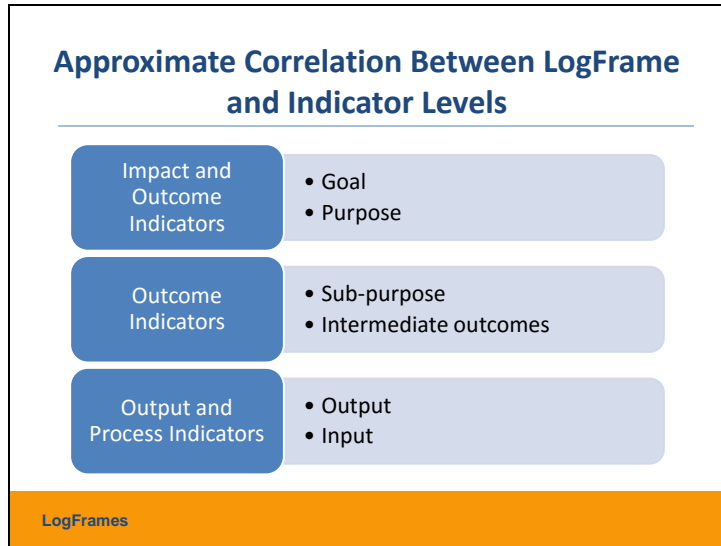 Approximate Correlation Between LogFrame
and Indicator Levels
Impact and
Outcome
Indicators
• Goal
• Purpose
Outcome
Indicators
• Sub-purpose
• Intermediate outcomes
Output and
Process Indicators
• Output
• Input
LogFrames